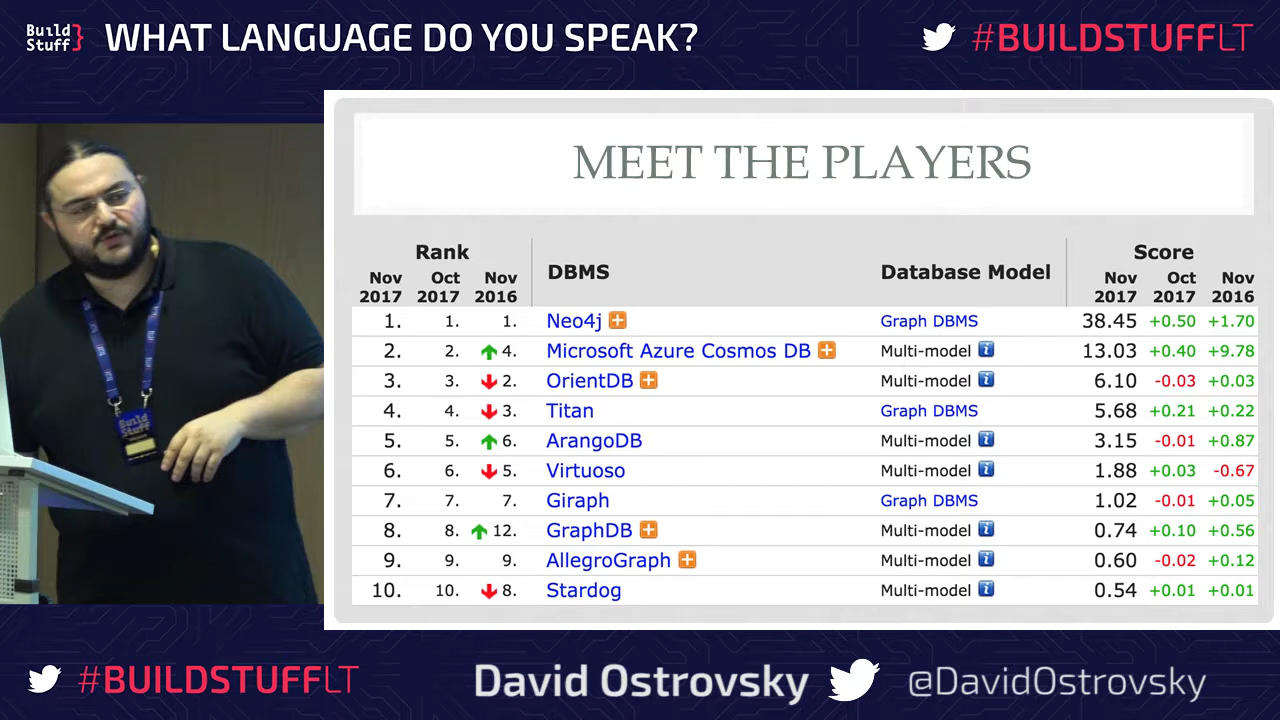 Build
Stuff} WHAT LANGUAGE DO YOU SPEAK? #BUILDSTUFFLT
MEET THE PLAYERS
Rank Score
Nov 2017 Oct 2017 Nov 2016 DBMS Database Model Nov 2017 Oct 2017 Nov 2016
1. 1. 1. Neo4j Graph DBMS 38.45 +0.50 +1.70
2. 2. 4. Microsoft Azure Cosmos DB Multi-model 13.03 +0.40 +9.78
3. 3. 2. OrientDB Multi-model 6.10 -0.03 +0.03
4. 4. 3. Titan Graph DBMS 5.68 +0.21 +0.22
5. 5. 6. ArangoDB Multi-model 3.15 -0.01 +0.87
6. 6. 5. Virtuoso Multi-model 1.88 +0.03 -0.67
7. 7. 7. Giraph Graph DBMS 1.02 -0.01 +0.05
8. 8. 12. GraphDB Multi-model 0.74 +0.10 +0.56
9. 9. 9. AllegroGraph Multi-model 0.60 -0.02 +0.12
10. 10. 8. Stardog Multi-model 0.54 +0.01 +0.01
Build
Stuff
#BUILDSTUFFLT David Ostrovsky @DavidOstrovsky